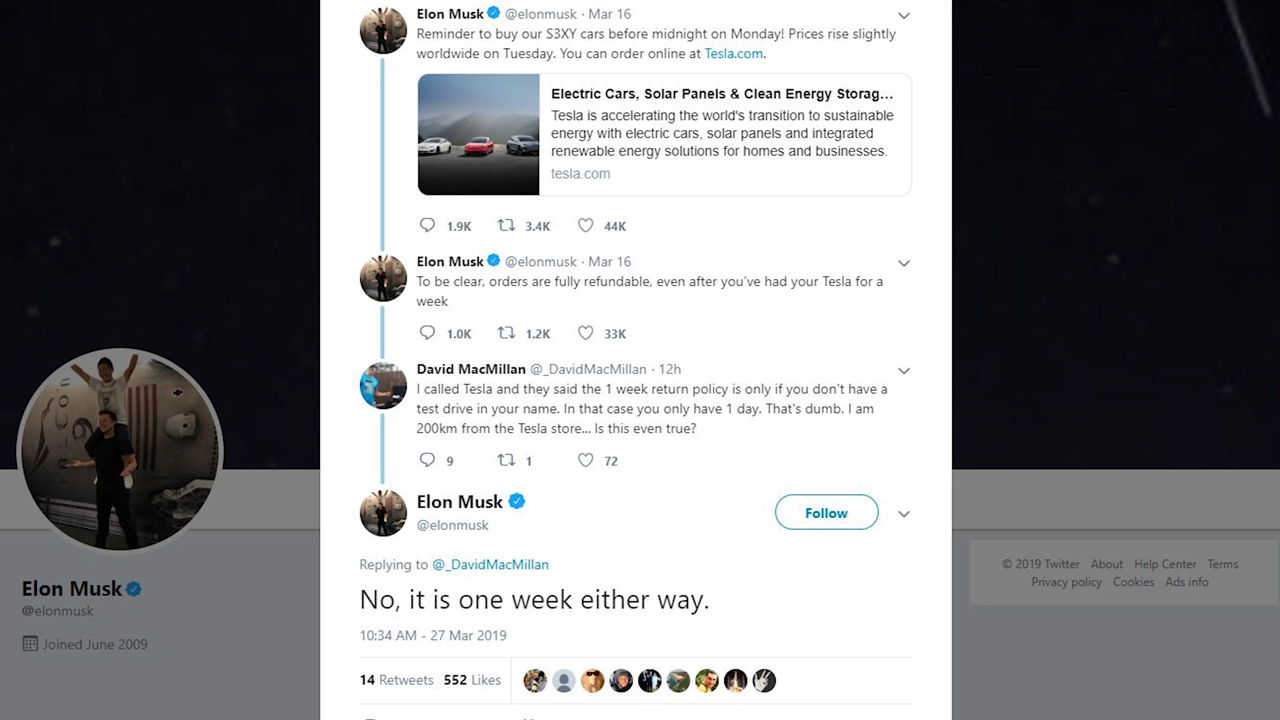 Elon Musk @elonmusk · Mar 16
Reminder to buy our S3XY cars before midnight on Monday! Prices rise slightly
worldwide on Tuesday. You can order online at Tesla.com.
Electric Cars, Solar Panels & Clean Energy Storag...
Tesla is accelerating the world's transition to sustainable
energy with electric cars, solar panels and integrated
renewable energy solutions for homes and businesses.
tesla.com
1.9K 3.4K 44K
Elon Musk @elonmusk · Mar 16
To be clear, orders are fully refundable, even after you've had your Tesla for a
week
1.0K 1.2K 33K
David MacMillan @_DavidMacMillan · 12h
I called Tesla and they said the 1 week return policy is only if you don't have a
test drive in your name. In that case you only have 1 day. That's dumb. I am
200km from the Tesla store... Is this even true?
9 1 72
Elon Musk
@elonmusk
Follow
Replying to @_DavidMacMillan
No, it is one week either way.
10:34 AM - 27 Mar 2019
14 Retweets 552 Likes
Elon Musk
@elonmusk
Joined June 2009
© 2019 Twitter About Help Center Terms
Privacy policy Cookies Ads info